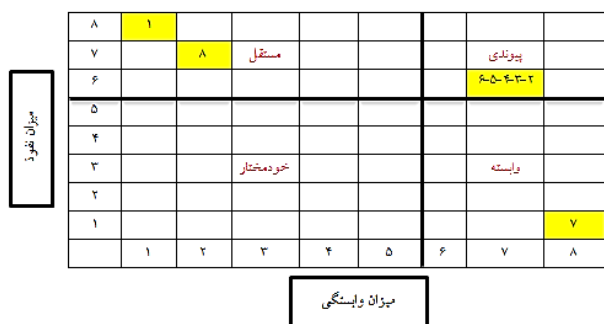 ۸ ۱
۷ ۸ مستقل پیوندی
۶ ۶-۵-۴-۳-۲
۵
۴
۳ خودمختار وابسته
۲
۱ ۷
۱ ۲ ۳ ۴ ۵ ۶ ۷ ۸
میزان نفوذ
میزان وابستگی